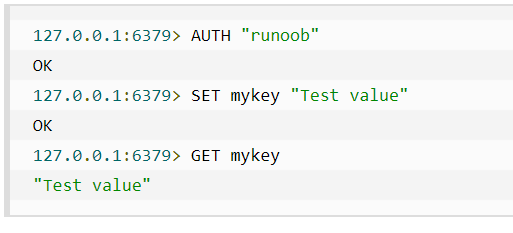 127.0.0.1:6379> AUTH "runoob"
OK
127.0.0.1:6379> SET mykey "Test value"
OK
127.0.0.1:6379> GET mykey
"Test value"